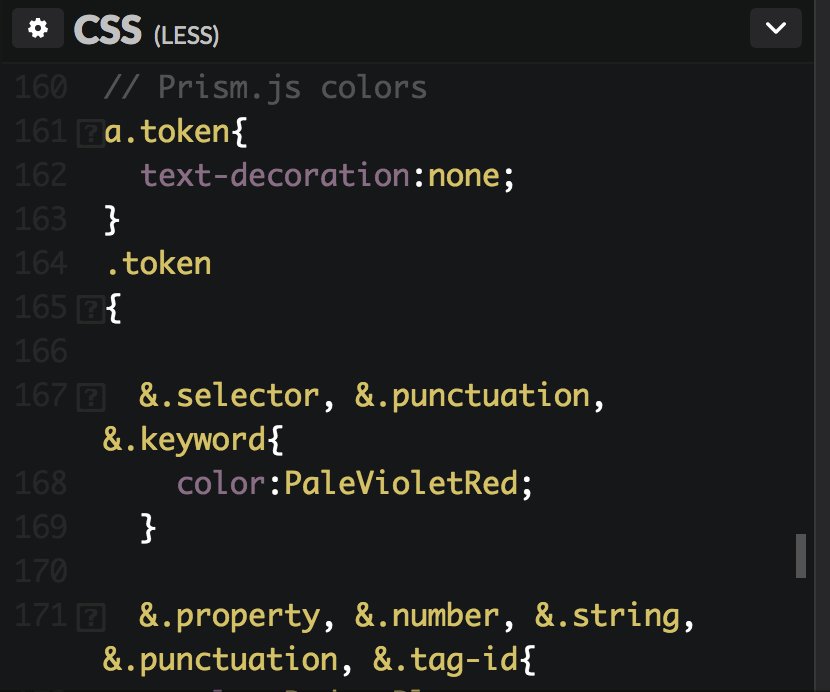 CSS (LESS)
160 // Prism.js colors
161 ? a.token{
162 text-decoration:none;
163 }
164 .token
165 ? {
166
167 ? &.selector, &.punctuation,
&.keyword{
168 color:PaleVioletRed;
169 }
170
171 ? &.property, &.number, &.string,
&.punctuation, &.tag-id{